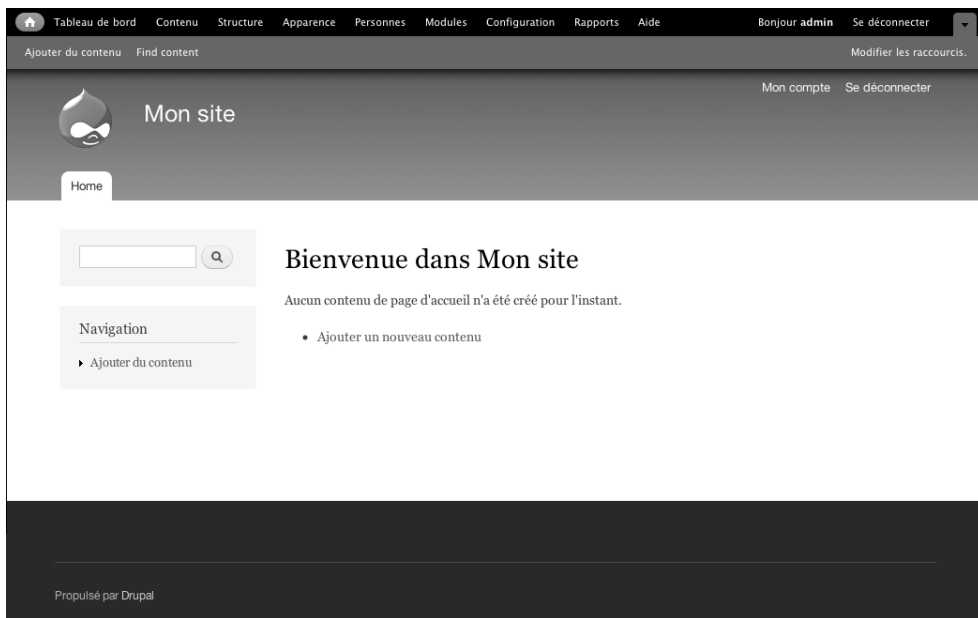 Tableau de bord Contenu Structure Apparence Personnes Modules Configuration Rapports Aide Bonjour admin Se déconnecter
Ajouter du contenu Find content Modifier les raccourcis.
Mon compte Se déconnecter
Mon site
Home
Bienvenue dans Mon site
Aucun contenu de page d'accueil n'a été créé pour l'instant.
Ajouter un nouveau contenu
Navigation
Ajouter du contenu
Propulsé par Drupal